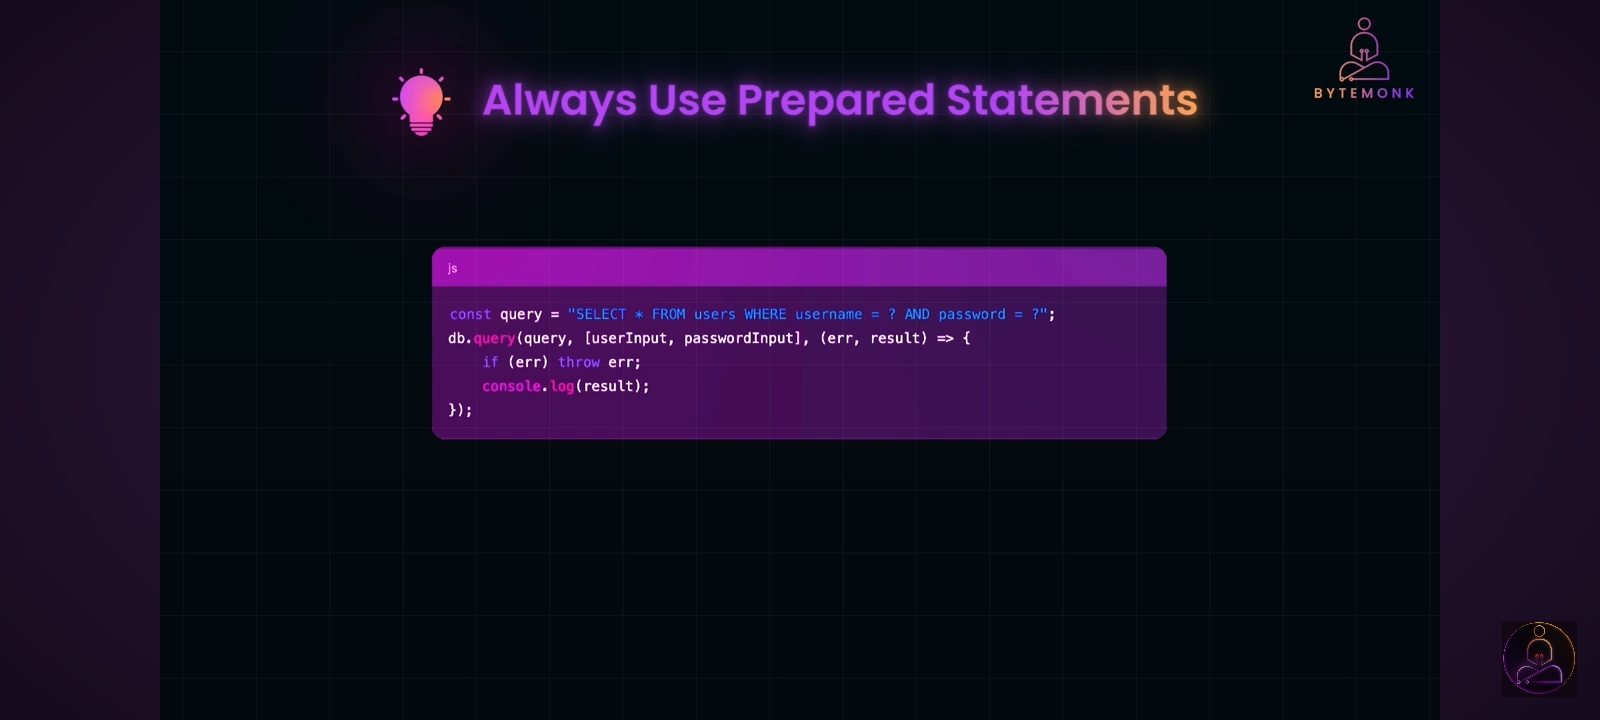 BYTEMONK
Always Use Prepared Statements
js
const query = "SELECT * FROM users WHERE username = ? AND password = ?";
db.query(query, [userInput, passwordInput], (err, result) => {
    if (err) throw err;
    console.log(result);
});